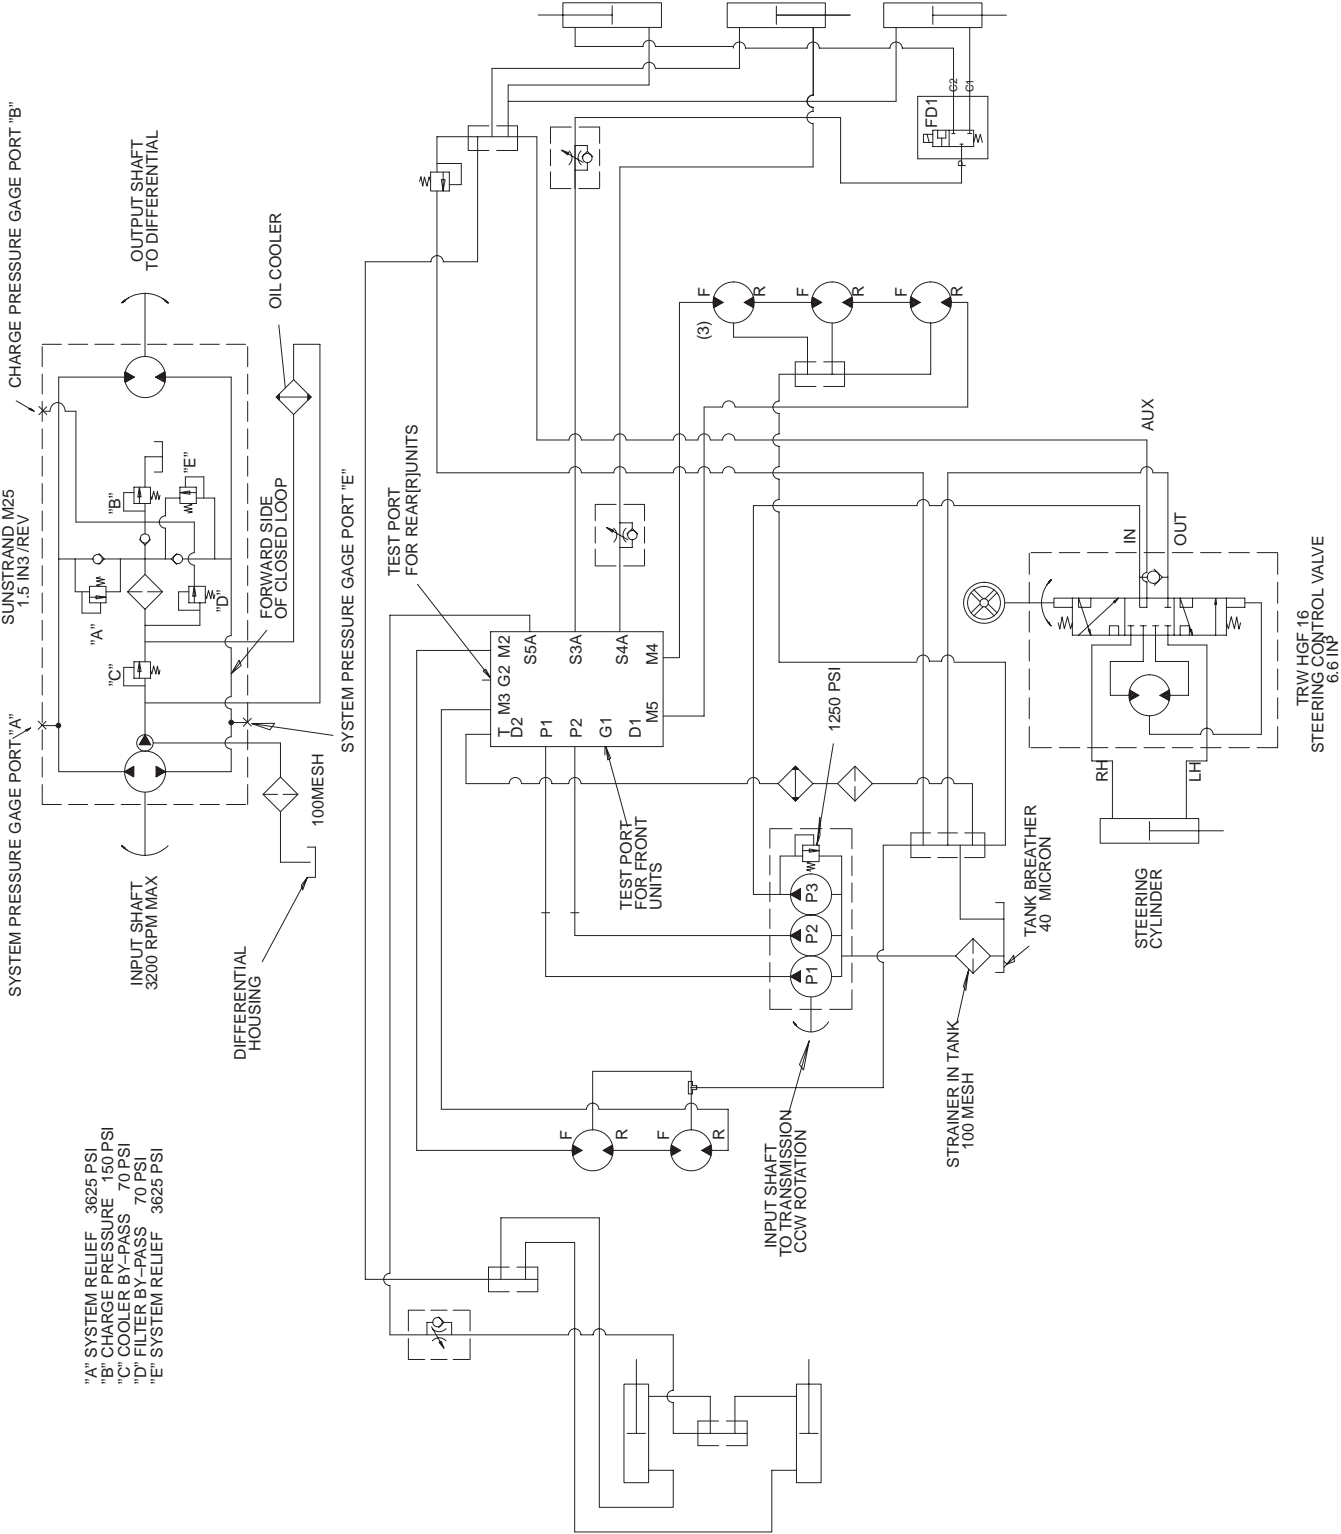 SUNSTRAND M25
1.5 IN3 /REV
SYSTEM PRESSURE GAGE PORT "A"
CHARGE PRESSURE GAGE PORT "B"
INPUT SHAFT
3200 RPM MAX
OUTPUT SHAFT
TO DIFFERENTIAL
"A"
"B"
"C"
"D"
"E"
FORWARD SIDE
OF CLOSED LOOP
OIL COOLER
100MESH
DIFFERENTIAL
HOUSING
SYSTEM PRESSURE GAGE PORT "E"
"A" SYSTEM RELIEF 3625 PSI
"B" CHARGE PRESSURE 150 PSI
"C" COOLER BY–PASS 70 PSI
"D" FILTER BY–PASS 70 PSI
"E" SYSTEM RELIEF 3625 PSI
TEST PORT
FOR REAR[R]UNITS
M3 G2 M2
T
D2
S5A
P1
P2
S3A
G1
S4A
D1
M5
M4
TEST PORT
FOR FRONT
UNITS
1250 PSI
P1
P2
P3
INPUT SHAFT
TO TRANSMISSION
CCW ROTATION
STRAINER IN TANK
100 MESH
TANK BREATHER
40 MICRON
F
R
F
R
(3)
F
R
F
R
F
R
FD1
C2
C1
P
AUX
IN
OUT
RH
LH
STEERING
CYLINDER
TRW HGF 16
STEERING CONTROL VALVE
6.6 IN3